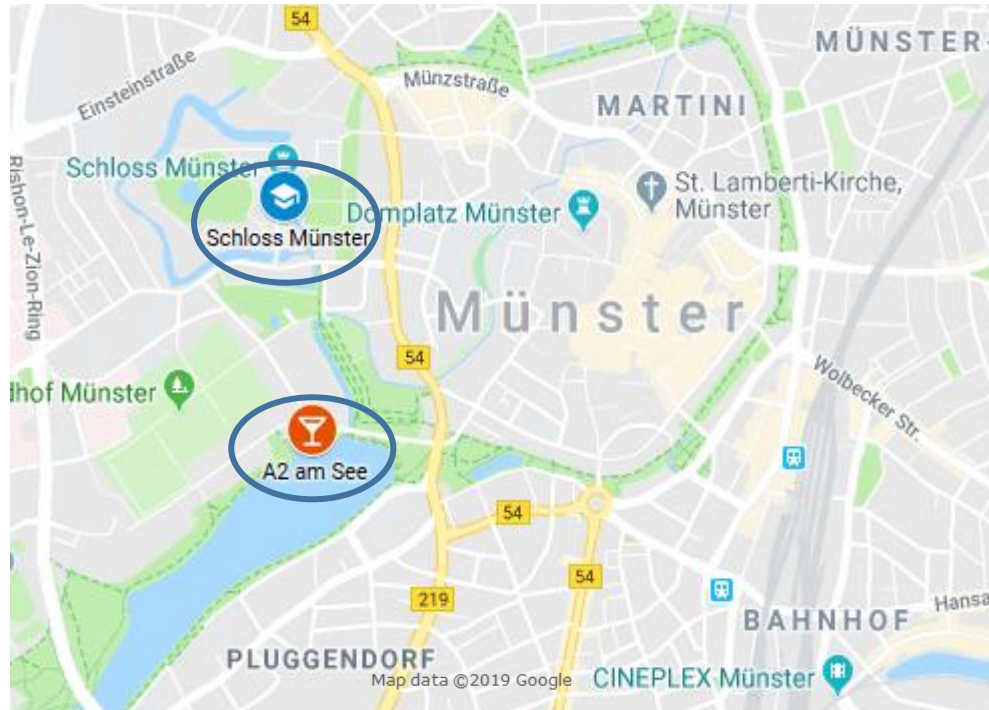 54
MÜNSTER-
Einsteinstraße
Münzstraße
MARTINI
Schloss Münster
Rishon-Le-Zion-Ring
St. Lamberti-Kirche,
Münster
Domplatz Münster
Schloss Münster
Münster
54
Wolbecker Str.
hof Münster
A2 am See
54
54
219
Hansa
BAHNHOF
PLUGGENDORF
CINEPLEX Münster
Map data ©2019 Google